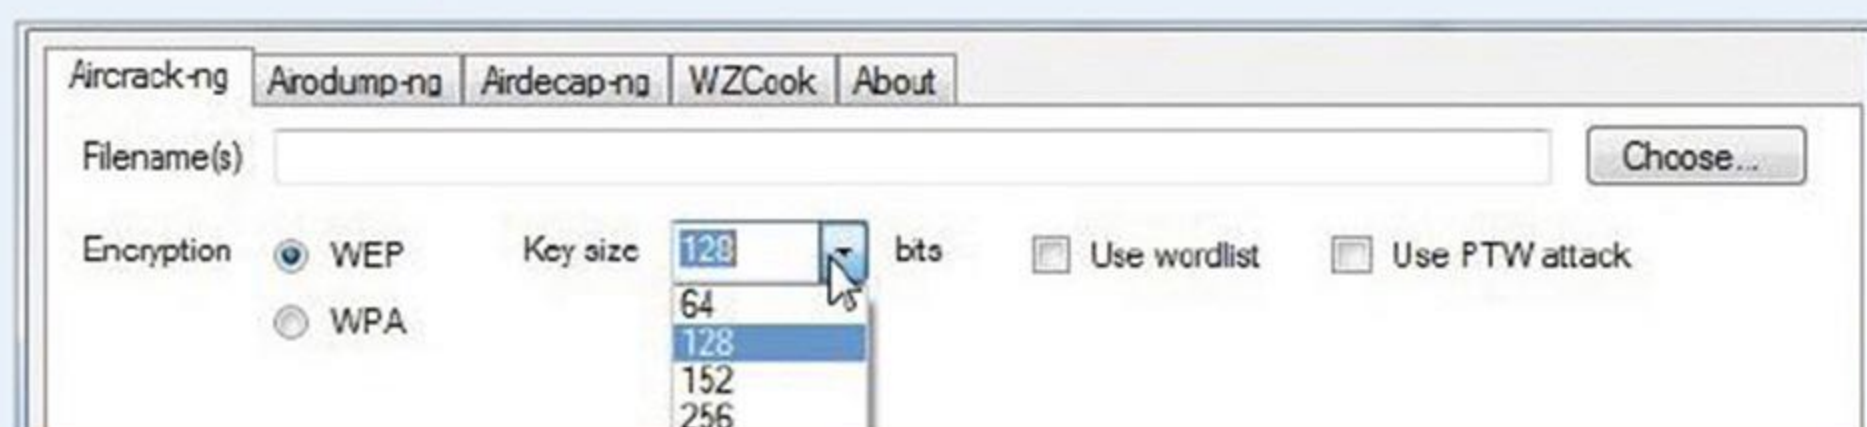 Aircrack-ng Airodump-ng Airdecap-ng WZCook About
Filename(s) Choose...
Encryption WEP Key size 128 bits Use wordlist Use PTW attack
64
WPA
128
152
256